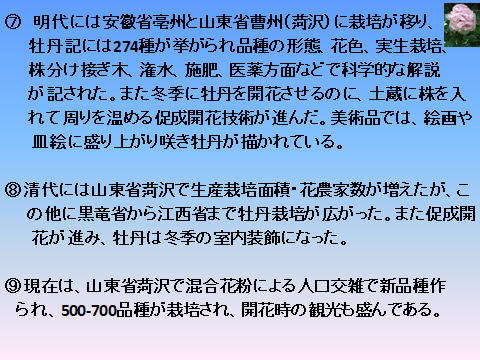 ⑦ 明代には安徽省亳州と山東省曹州（菏沢）に栽培が移り、
牡丹記には274種が挙がられ品種の形態、花色、実生栽培、
株分け接ぎ木、潅水、施肥、医薬方面などで科学的な解説
が記された。また冬季に牡丹を開花させるのに、土蔵に株を入
れて周りを温める促成開花技術が進んだ。美術品では、絵画や
皿絵に盛り上がり咲き牡丹が描かれている。
⑧清代には山東省菏沢で生産栽培面積・花農家数が増えたが、こ
の他に黒竜省から江西省まで牡丹栽培が広がった。また促成開
花が進み、牡丹は冬季の室内装飾になった。
⑨現在は、山東省菏沢で混合花粉による人口交雑で新品種作
られ、500-700品種が栽培され、開花時の観光も盛んである。